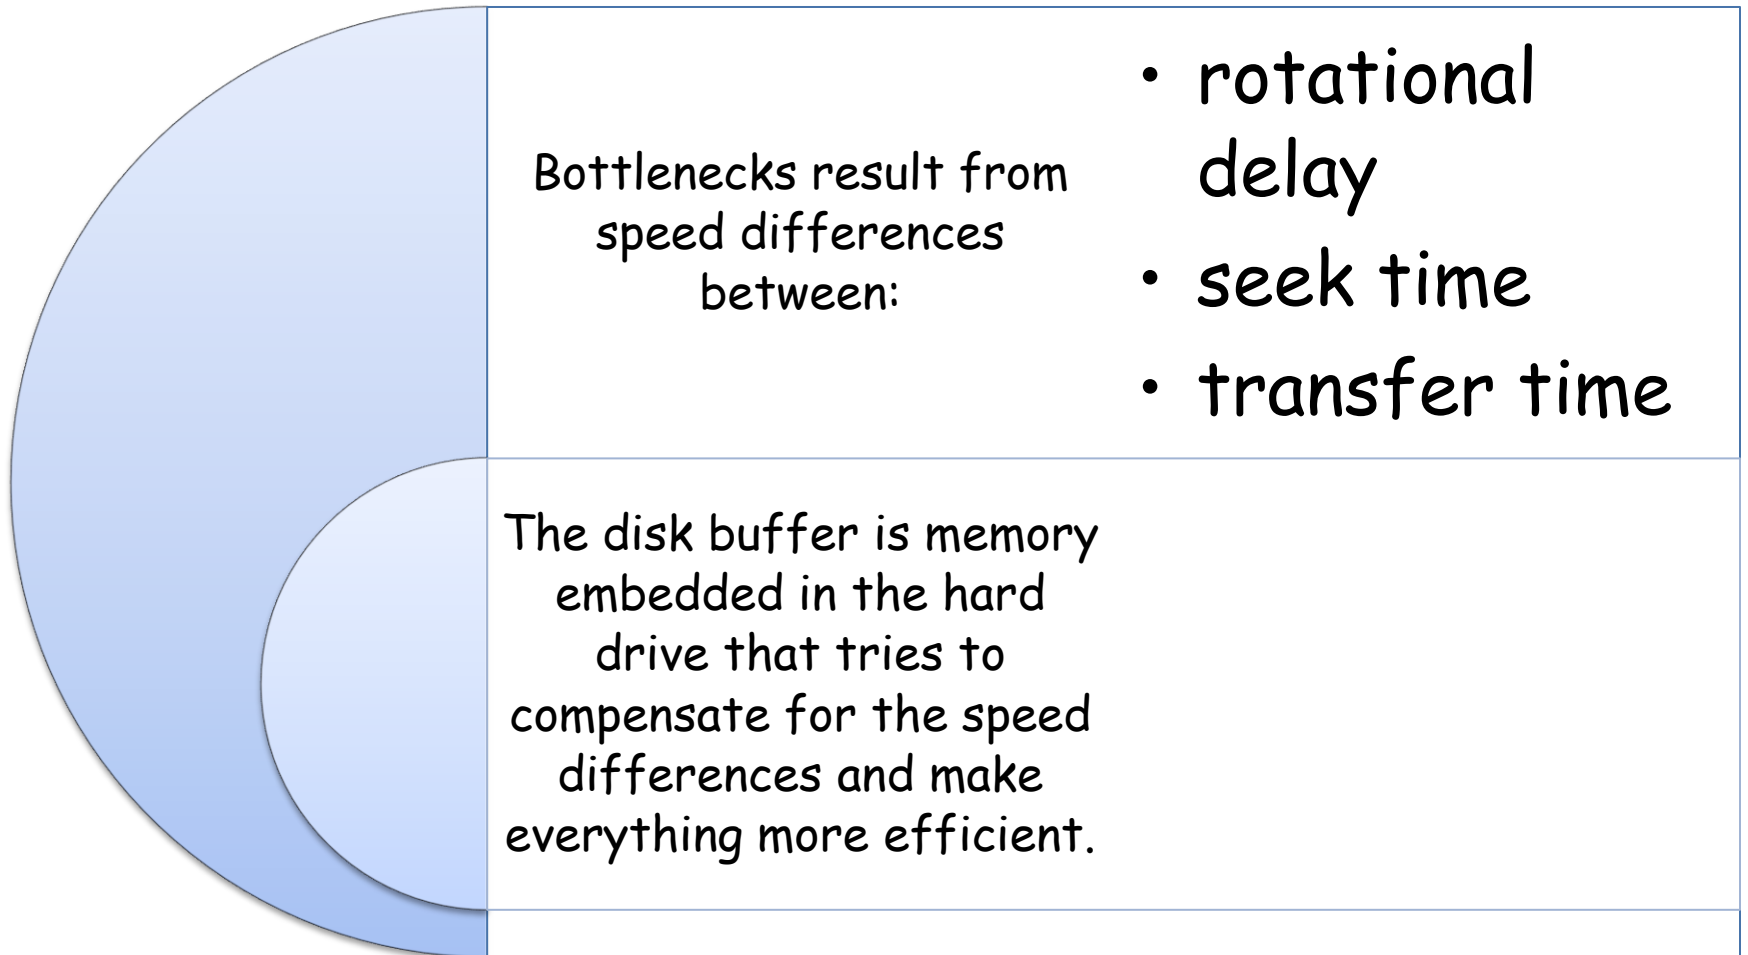 Bottlenecks result from
speed differences
between:
• rotational
delay
• seek time
• transfer time
The disk buffer is memory
embedded in the hard
drive that tries to
compensate for the speed
differences and make
everything more efficient.